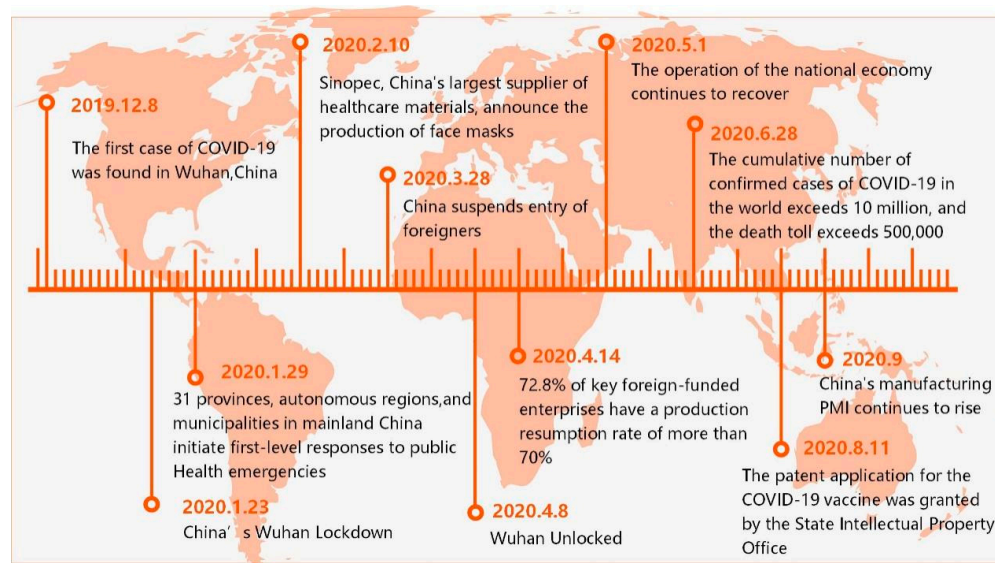 2019.12.8
The first case of COVID-19
was found in Wuhan,China
2020.2.10
Sinopec, China's largest supplier of
healthcare materials, announce the
production of face masks
2020.3.28
China suspends entry of
foreigners
2020.5.1
The operation of the national economy
continues to recover
2020.6.28
The cumulative number of
confirmed cases of COVID-19 in
the world exceeds 10 million, and
the death toll exceeds 500,000
2020.1.29
31 provinces, autonomous regions,and
municipalities in mainland China
initiate first-level responses to public
Health emergencies
2020.1.23
China’ s Wuhan Lockdown
2020.4.14
72.8% of key foreign-funded
enterprises have a production
resumption rate of more than
70%
2020.4.8
Wuhan Unlocked
2020.9
China's manufacturing
PMI continues to rise
2020.8.11
The patent application for the
COVID-19 vaccine was granted
by the State Intellectual Property
Office